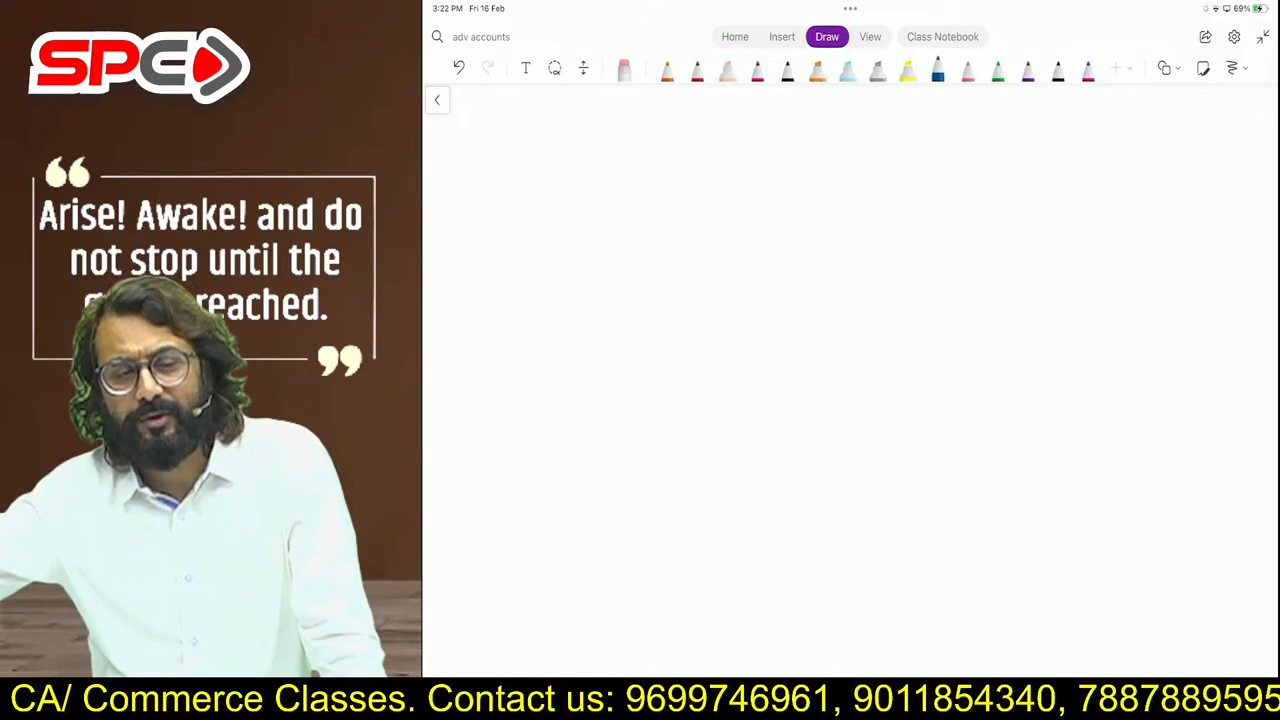 3:22 PM Fri 16 Feb
69%
adv accounts
Home Insert Draw View Class Notebook
T
SPE
Arise! Awake! and do
not stop until the
reached.
CA/ Commerce Classes. Contact us: 9699746961, 9011854340, 7887889595